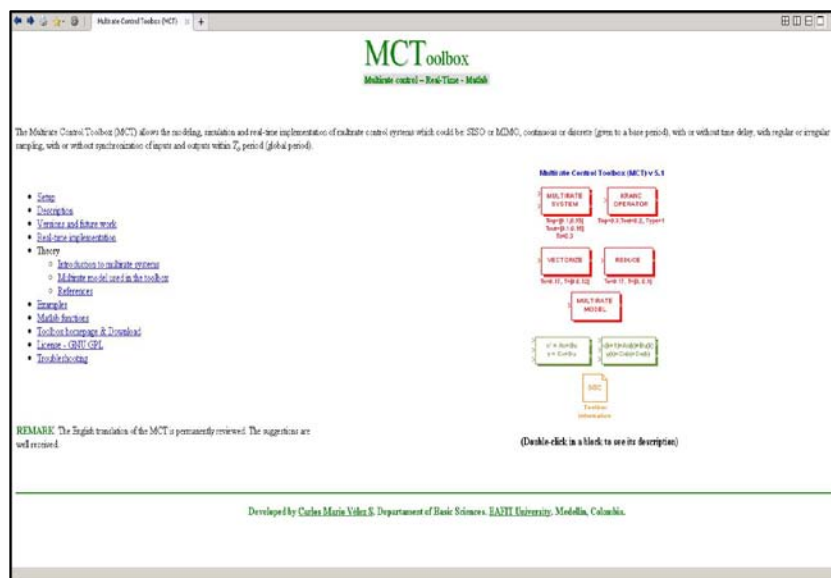 Multirate Control Toolbox (MCT)
MCToolbox
Multirate control – Real-Time - Matlab
The Multirate Control Toolbox (MCT) allows the modeling, simulation and real-time implementation of multirate control systems which could be: SISO or MIMO, continuous or discrete (given to a base period), with or without time delay, with regular or irregular
sampling, with or without synchronization of inputs and outputs within T₀ period (global period).
Setup
Description
Versions and future work
Real-time implementation
Theory
Introduction to multirate systems
Multirate model used in the toolbox
References
Examples
Matlab functions
Toolbox homepage & Download
License - GNU GPL
Troubleshooting
REMARK. The English translation of the MCT is permanently reviewed. The suggestions are
well received.
Multirate Control Toolbox (MCT) v 5.1
MULTIRATE
SYSTEM
KRANC
OPERATOR
VECTORIZE
REDUCE
MULTIRATE
MODEL
DOC
Toolbox
Information
(Double-click in a block to see its description)
Developed by Carlos Mario Vélez S. Departament of Basic Sciences. EAFIT University, Medellin, Colombia.